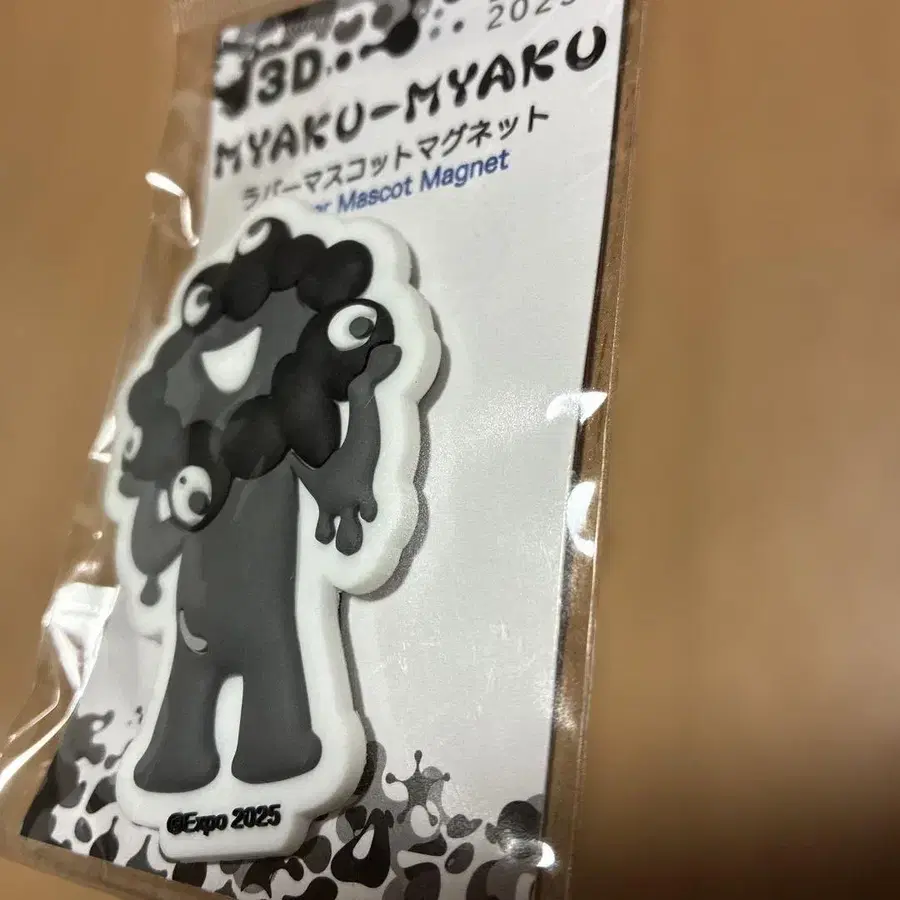 2025
3D
MYAKU-MYAKU
ラバーマスコットマグネット
Mascot Magnet
©Expo 2025